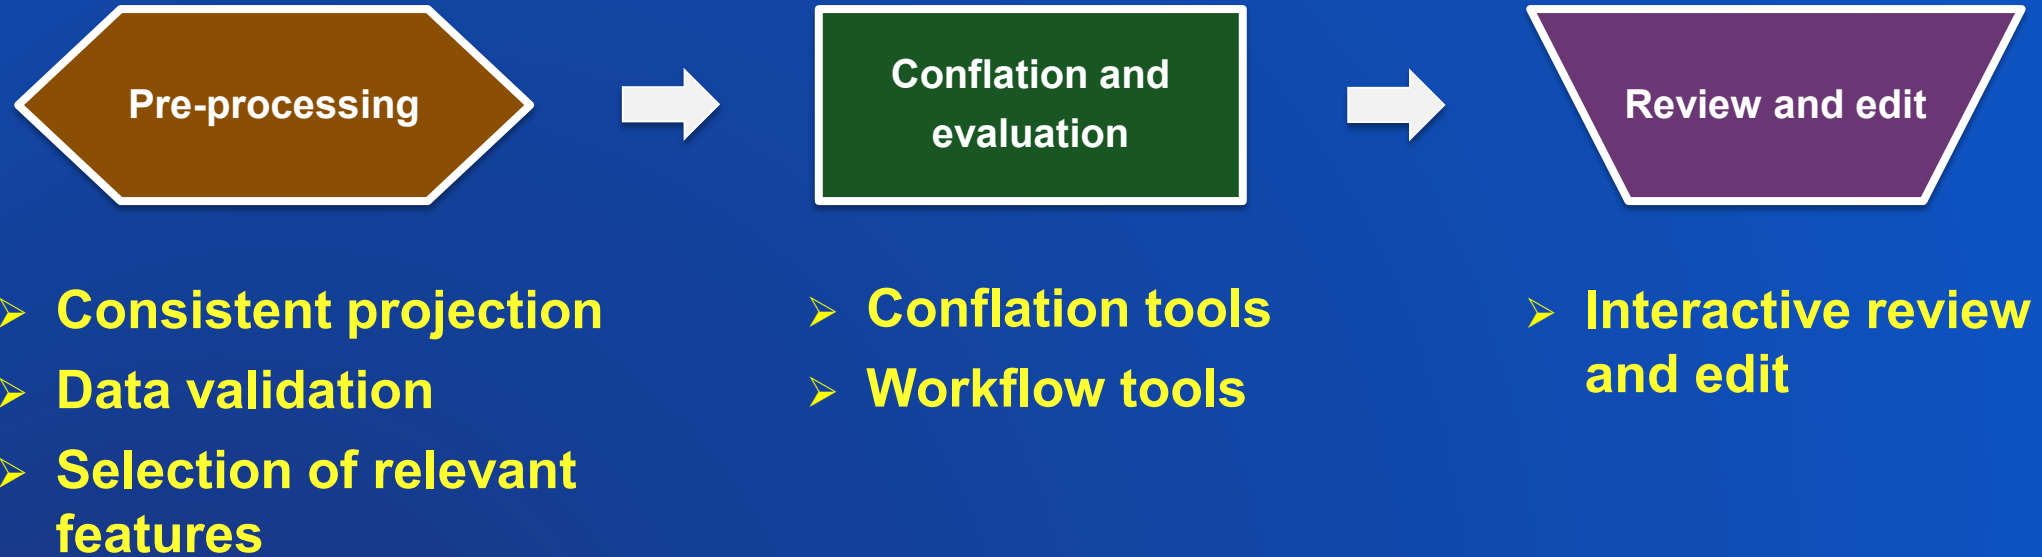 Pre-processing
Conflation and
evaluation
Review and edit
➢ Consistent projection
➢ Data validation
➢ Selection of relevant
features
➢ Conflation tools
➢ Workflow tools
➢ Interactive review
and edit